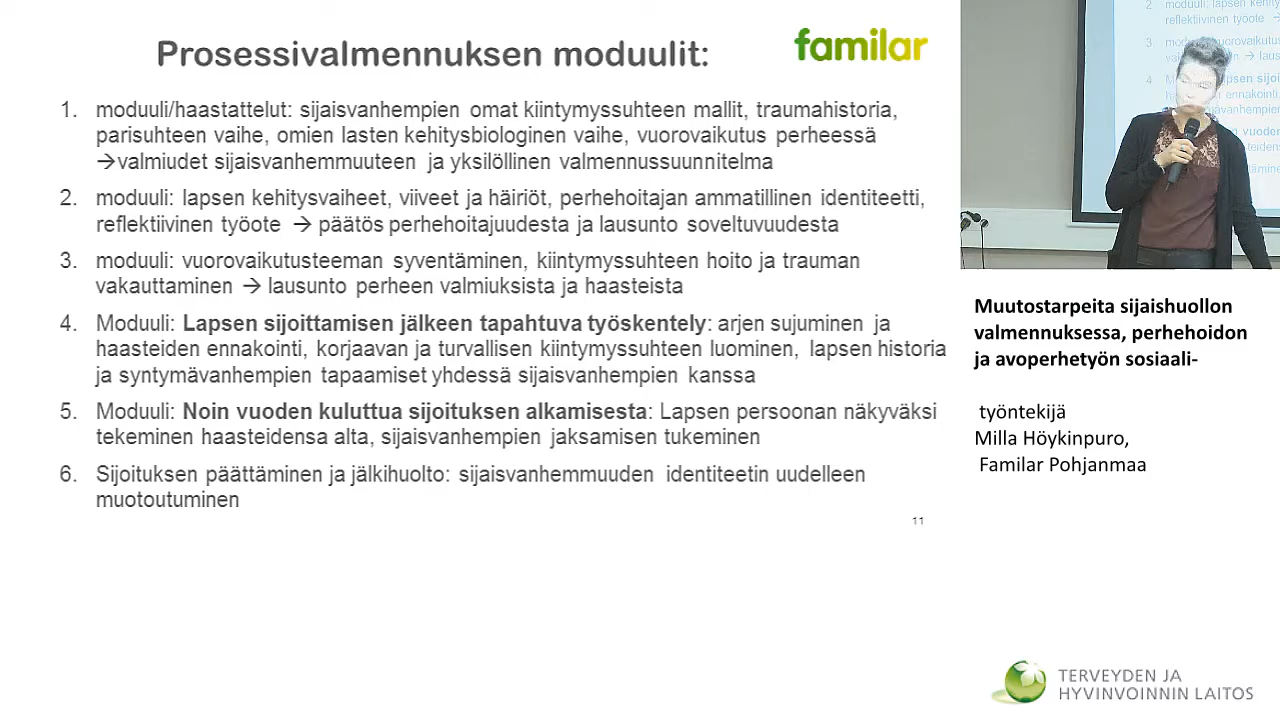 Prosessivalmennuksen moduulit:
familar
1. moduuli/haastattelut: sijaisvanhempien omat kiintymyssuhteen mallit, traumahistoria,
parisuhteen vaihe, omien lasten kehitysbiologinen vaihe, vuorovaikutus perheessä
→valmiudet sijaisvanhemmuuteen ja yksilöllinen valmennussuunnitelma
2. moduuli: lapsen kehitysvaiheet, viiveet ja häiriöt, perhehoitajan ammatillinen identiteetti,
reflektiivinen työote → päätös perhehoitajuudesta ja lausunto soveltuvuudesta
3. moduuli: vuorovaikutusteeman syventäminen, kiintymyssuhteen hoito ja trauman
vakauttaminen → lausunto perheen valmiuksista ja haasteista
4. Moduuli: Lapsen sijoittamisen jälkeen tapahtuva työskentely: arjen sujuminen ja
haasteiden ennakointi, korjaavan ja turvallisen kiintymyssuhteen luominen, lapsen historia
ja syntymävanhempien tapaamiset yhdessä sijaisvanhempien kanssa
5. Moduuli: Noin vuoden kuluttua sijoituksen alkamisesta: Lapsen persoonan näkyväksi
tekeminen haasteidensa alta, sijaisvanhempien jaksamisen tukeminen
6. Sijoituksen päättäminen ja jälkihuolto: sijaisvanhemmuuden identiteetin uudelleen
muotoutuminen
11
Muutostarpeita sijaishuollon
valmennuksessa, perhehoidon
ja avoperhetyön sosiaali-
työntekijä
Milla Höykinpuro,
Familar Pohjanmaa
TERVEYDEN JA
HYVINVOINNIN LAITOS